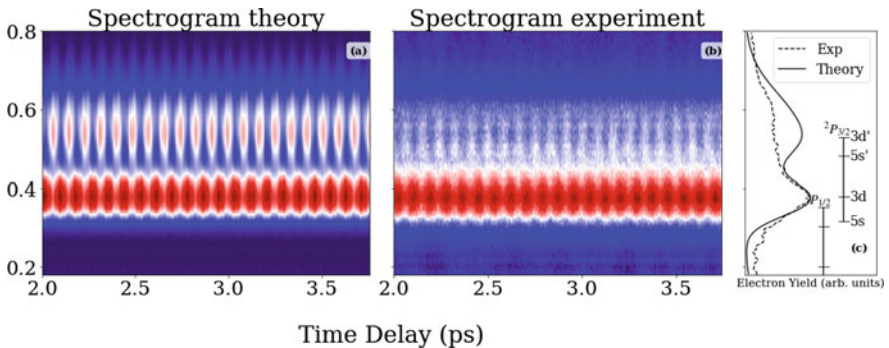 Spectrogram theory
Spectrogram experiment
0.8
0.6
0.4
0.2
(a)
2.0 2.5 3.0 3.5
(b)
2.0 2.5 3.0 3.5
Exp
Theory
²P3/2 3d'
5s'
3d
P1/2
5s
(c)
Electron Yield (arb. units)
Time Delay (ps)